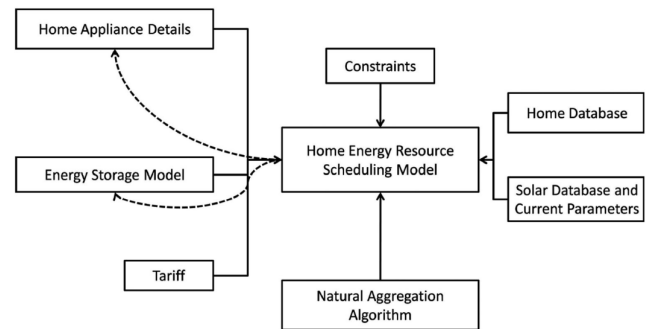 Home Appliance Details
Constraints
Home Database
Home Energy Resource
Scheduling Model
Energy Storage Model
Solar Database and
Current Parameters
Tariff
Natural Aggregation
Algorithm